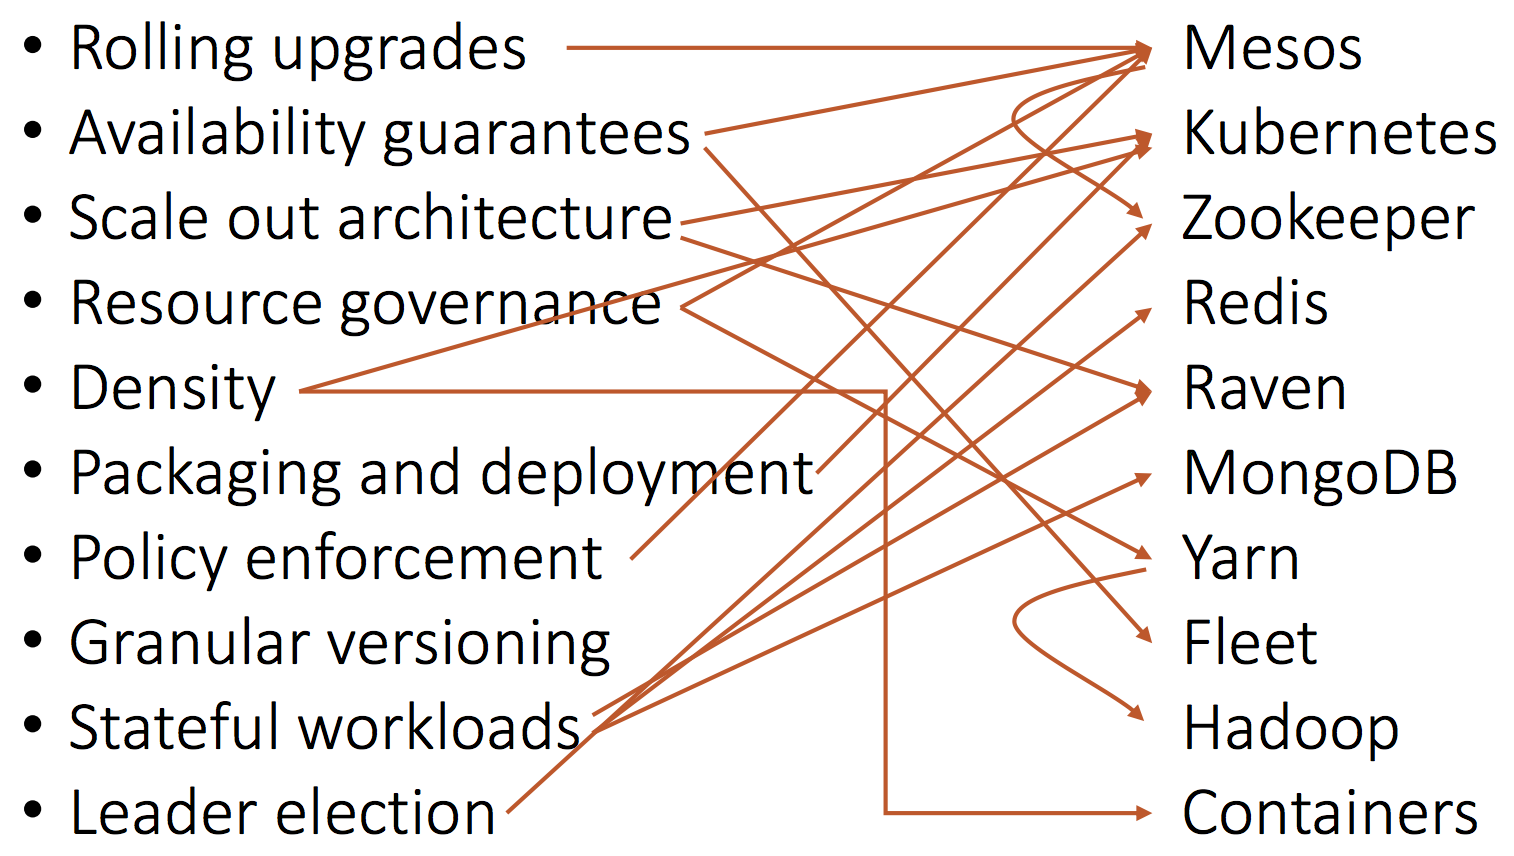 • Rolling upgrades
• Availability guarantees
• Scale out architecture
• Resource governance
• Density
• Packaging and deployment
• Policy enforcement
• Granular versioning
• Stateful workloads
• Leader election
Mesos
Kubernetes
Zookeeper
Redis
Raven
MongoDB
Yarn
Fleet
Hadoop
Containers